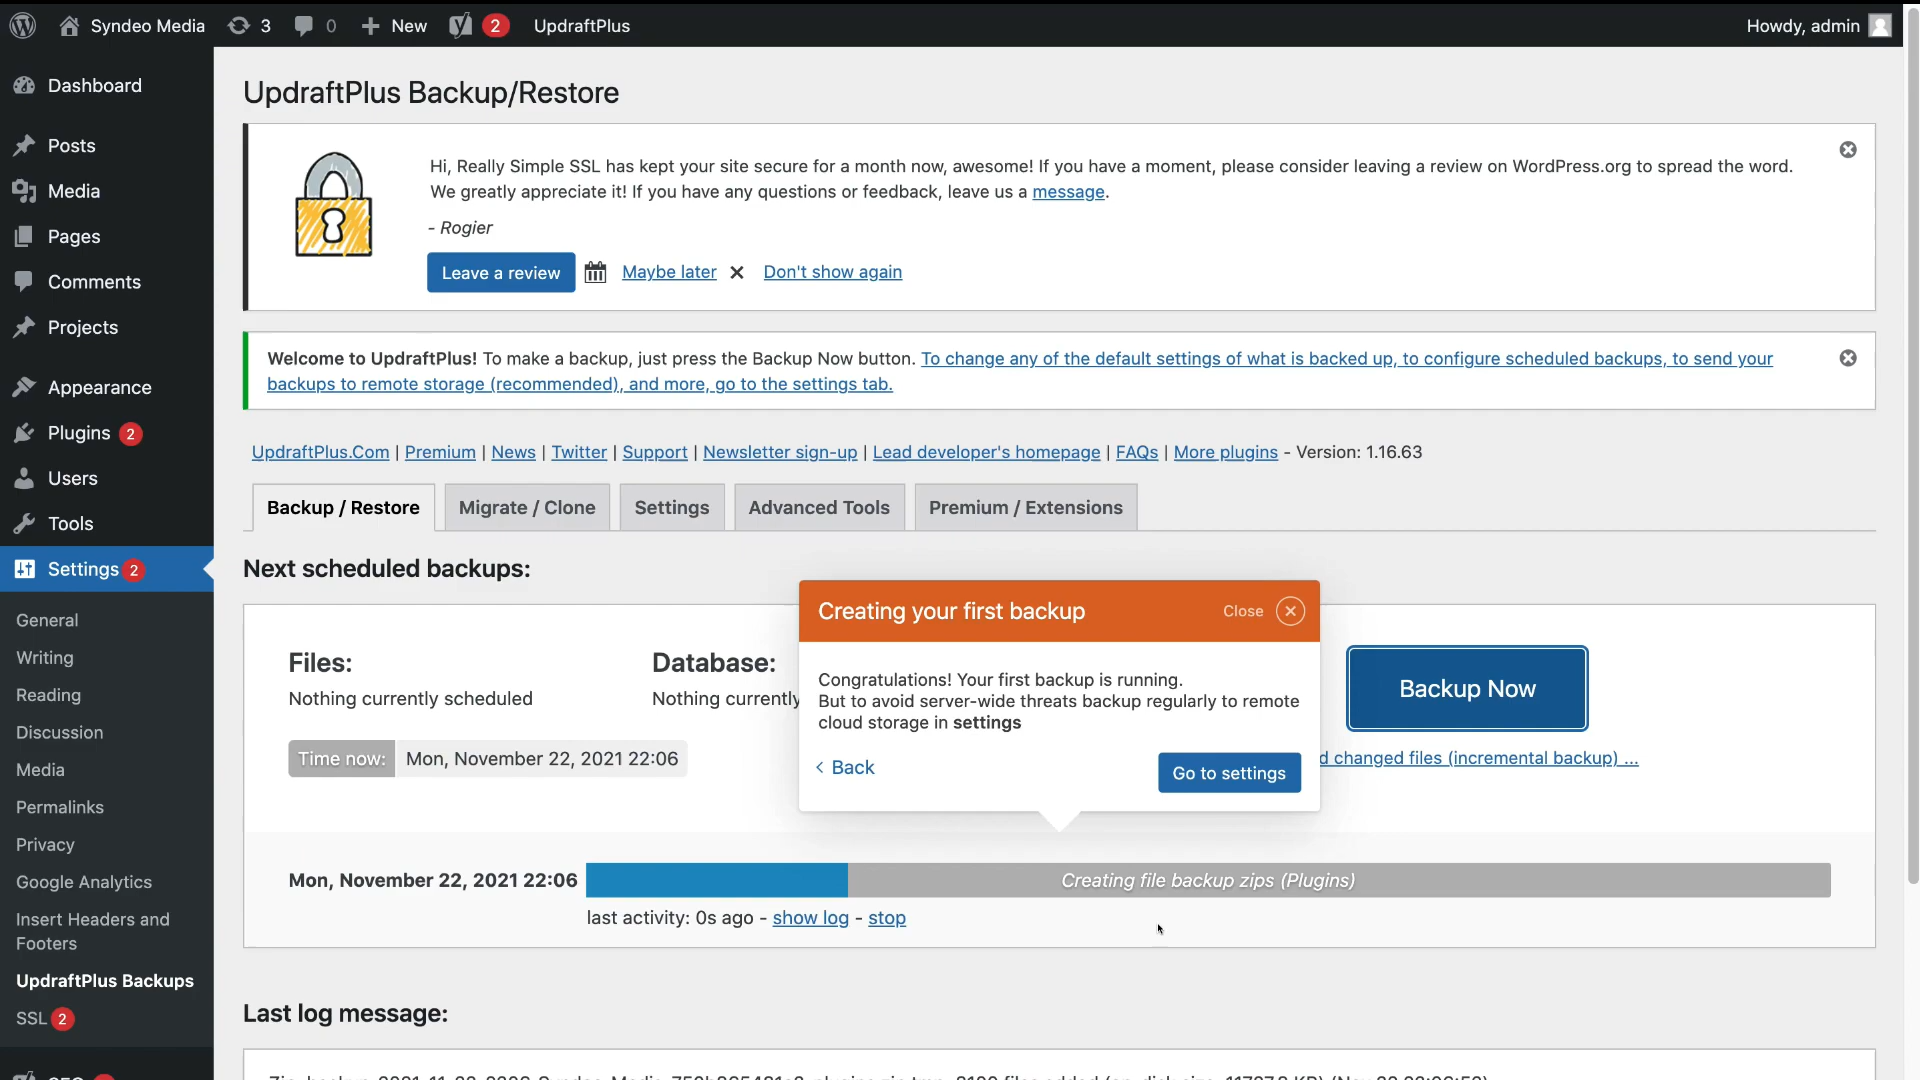 Syndeo Media 3 0 New 2 UpdraftPlus Howdy, admin
Dashboard
Posts
Media
Pages
Comments
Projects
Appearance
Plugins 2
Users
Tools
Settings 2
General
Writing
Reading
Discussion
Media
Permalinks
Privacy
Google Analytics
Insert Headers and
Footers
UpdraftPlus Backups
SSL 2
UpdraftPlus Backup/Restore
Hi, Really Simple SSL has kept your site secure for a month now, awesome! If you have a moment, please consider leaving a review on WordPress.org to spread the word.
We greatly appreciate it! If you have any questions or feedback, leave us a message.
- Rogier
Leave a review Maybe later Don't show again
Welcome to UpdraftPlus! To make a backup, just press the Backup Now button. To change any of the default settings of what is backed up, to configure scheduled backups, to send your
backups to remote storage (recommended), and more, go to the settings tab.
UpdraftPlus.Com | Premium | News | Twitter | Support | Newsletter sign-up | Lead developer's homepage | FAQs | More plugins - Version: 1.16.63
Backup / Restore Migrate / Clone Settings Advanced Tools Premium / Extensions
Next scheduled backups:
Files:
Nothing currently scheduled
Database:
Nothing currently
Time now: Mon, November 22, 2021 22:06
Creating your first backup Close
Congratulations! Your first backup is running.
But to avoid server-wide threats backup regularly to remote
cloud storage in settings
< Back Go to settings
Backup Now
d changed files (incremental backup) ...
Mon, November 22, 2021 22:06 Creating file backup zips (Plugins)
last activity: 0s ago - show log - stop
Last log message: